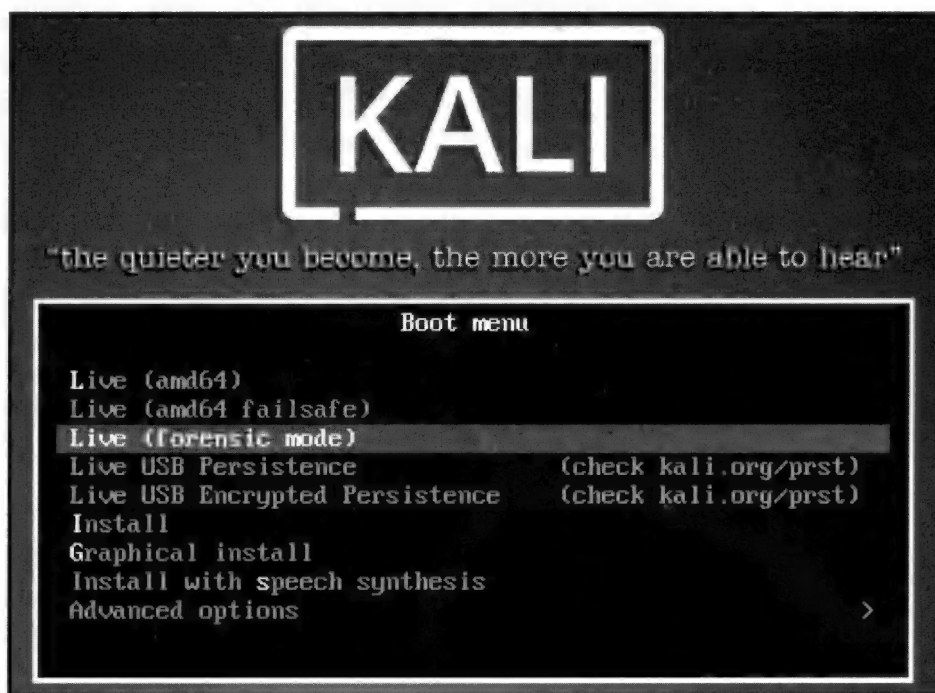 KALI
"the quieter you become, the more you are able to hear"
Boot menu
Live (amd64)
Live (amd64 failsafe)
Live (forensic mode)
Live USB Persistence (check kali.org/prst)
Live USB Encrypted Persistence (check kali.org/prst)
Install
Graphical install
Install with speech synthesis
Advanced options >